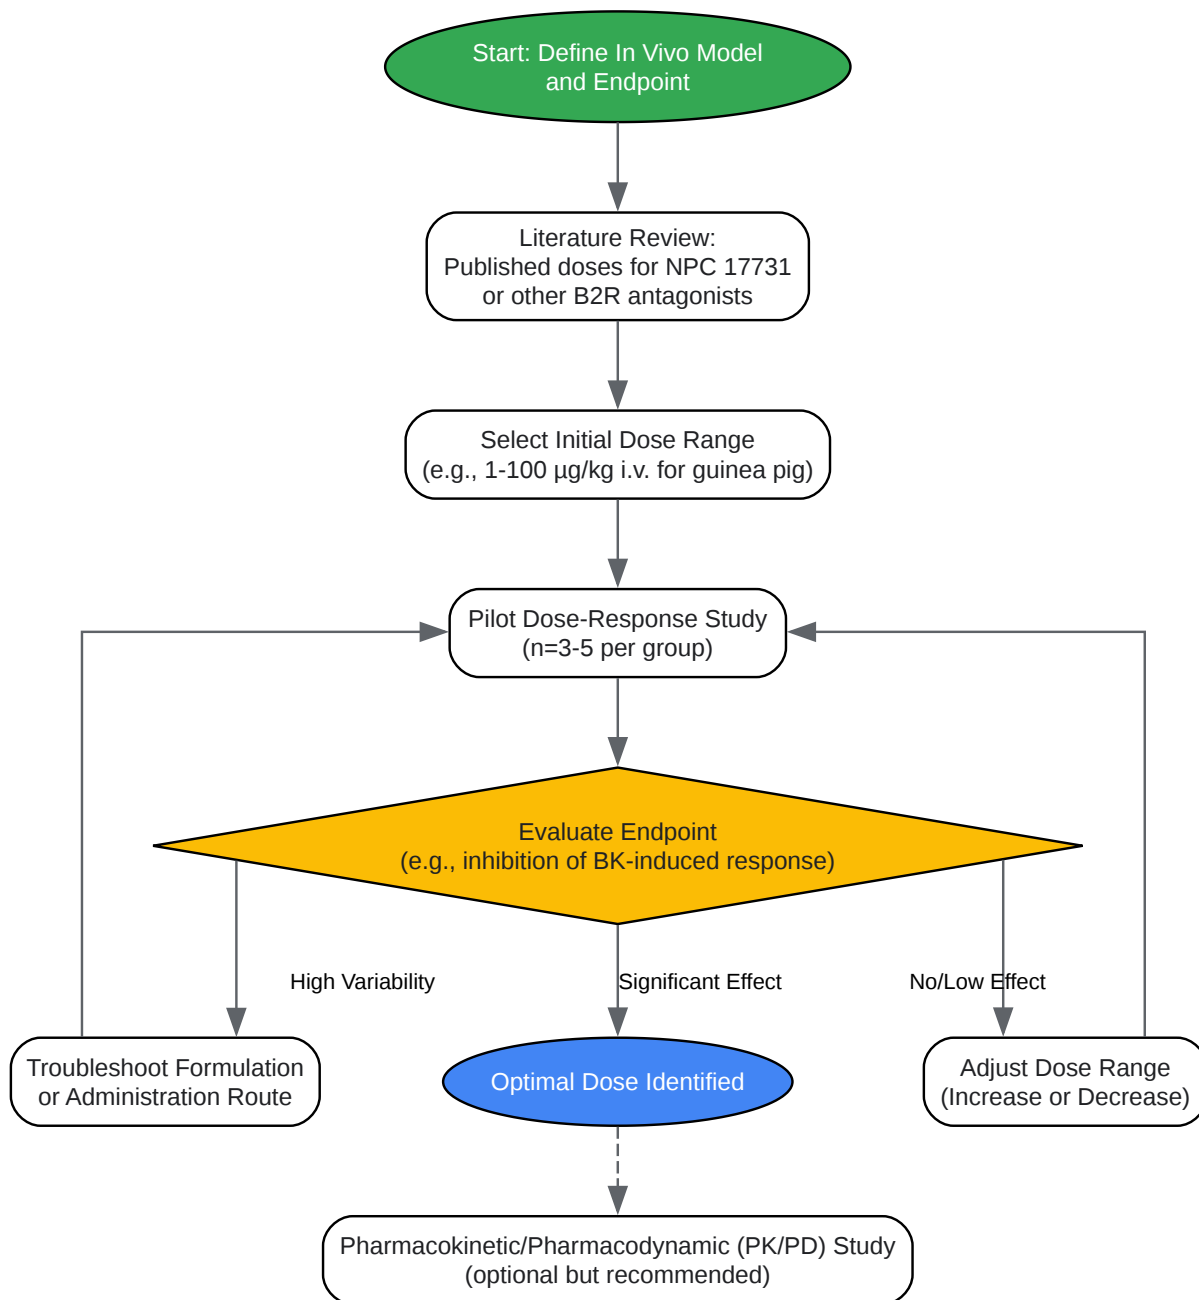 Start: Define In Vivo Model
and Endpoint
Literature Review:
Published doses for NPC 17731
or other B2R antagonists
Select Initial Dose Range
(e.g., 1-100 µg/kg i.v. for guinea pig)
Pilot Dose-Response Study
(n=3-5 per group)
Evaluate Endpoint
(e.g., inhibition of BK-induced response)
High Variability
Significant Effect
No/Low Effect
Troubleshoot Formulation
or Administration Route
Optimal Dose Identified
Adjust Dose Range
(Increase or Decrease)
Pharmacokinetic/Pharmacodynamic (PK/PD) Study
(optional but recommended)